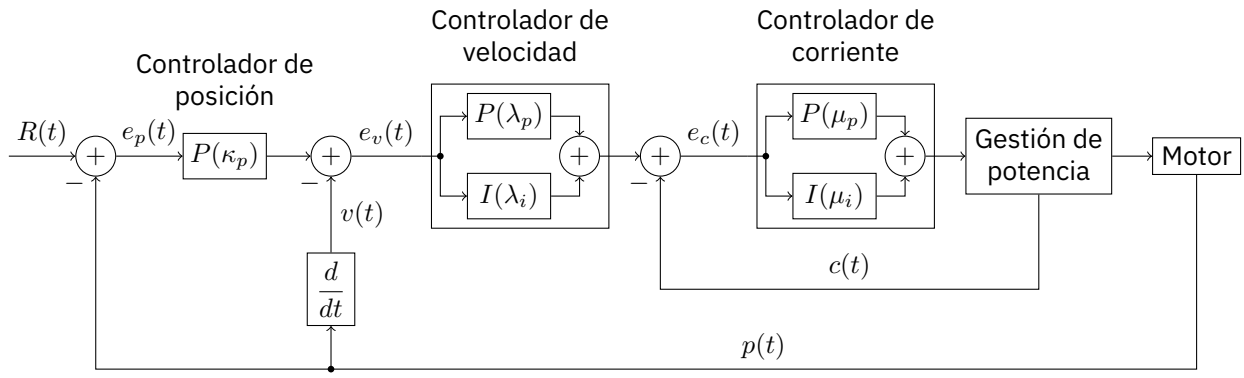 Controlador de
velocidad
Controlador de
corriente
Controlador de
posición
R(t)
e_p(t)
e_v(t)
e_c(t)
+
P(κ_p)
+
P(λ_p)
I(λ_i)
+
+
P(μ_p)
I(μ_i)
+
Gestión de
potencia
Motor
−
−
−
v(t)
d
dt
c(t)
p(t)